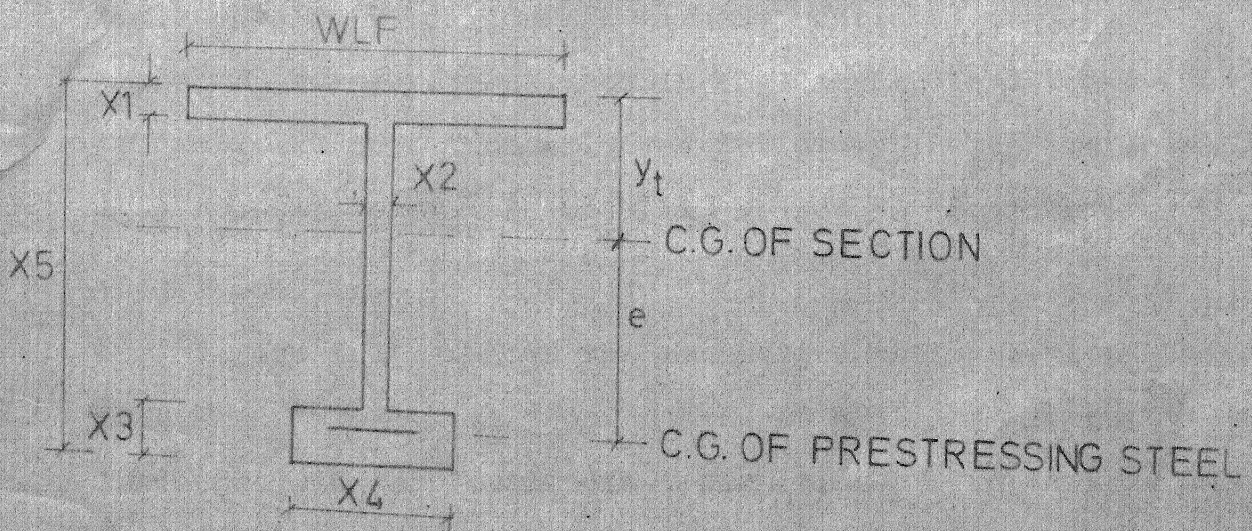 WLF
X1
X2
yt
C.G. OF SECTION
X5
e
X3
C.G. OF PRESTRESSING STEEL
X4